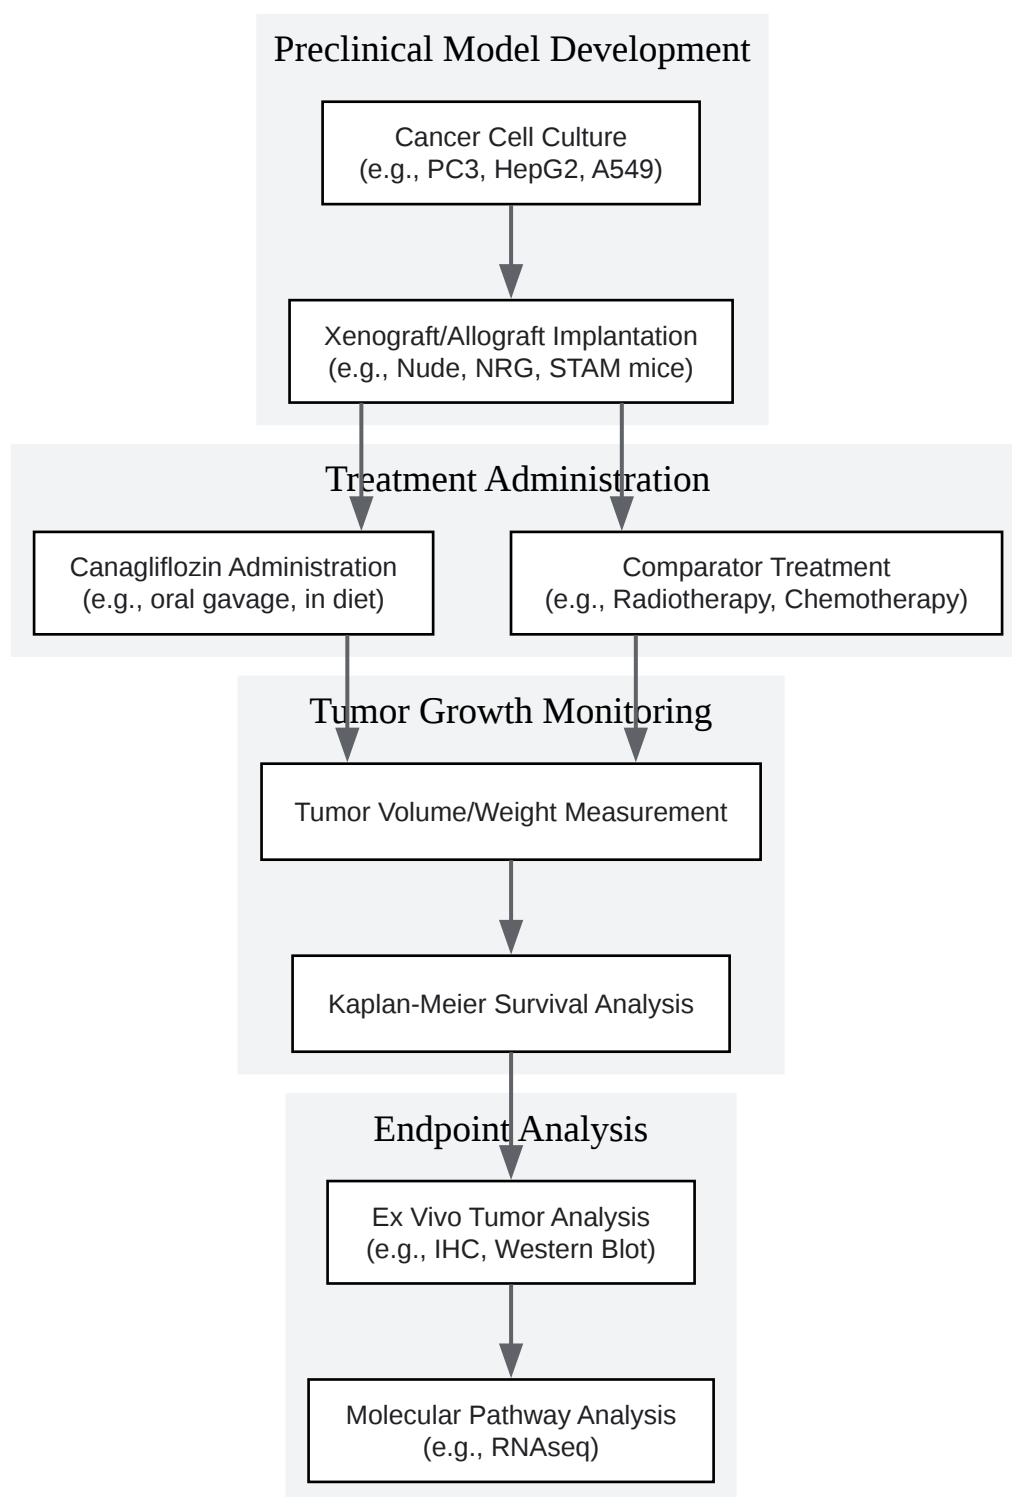 Preclinical Model Development
Cancer Cell Culture
(e.g., PC3, HepG2, A549)
Xenograft/Allograft Implantation
(e.g., Nude, NRG, STAM mice)
Treatment Administration
Canagliflozin Administration
(e.g., oral gavage, in diet)
Comparator Treatment
(e.g., Radiotherapy, Chemotherapy)
Tumor Growth Monitoring
Tumor Volume/Weight Measurement
Kaplan-Meier Survival Analysis
Endpoint Analysis
Ex Vivo Tumor Analysis
(e.g., IHC, Western Blot)
Molecular Pathway Analysis
(e.g., RNAseq)